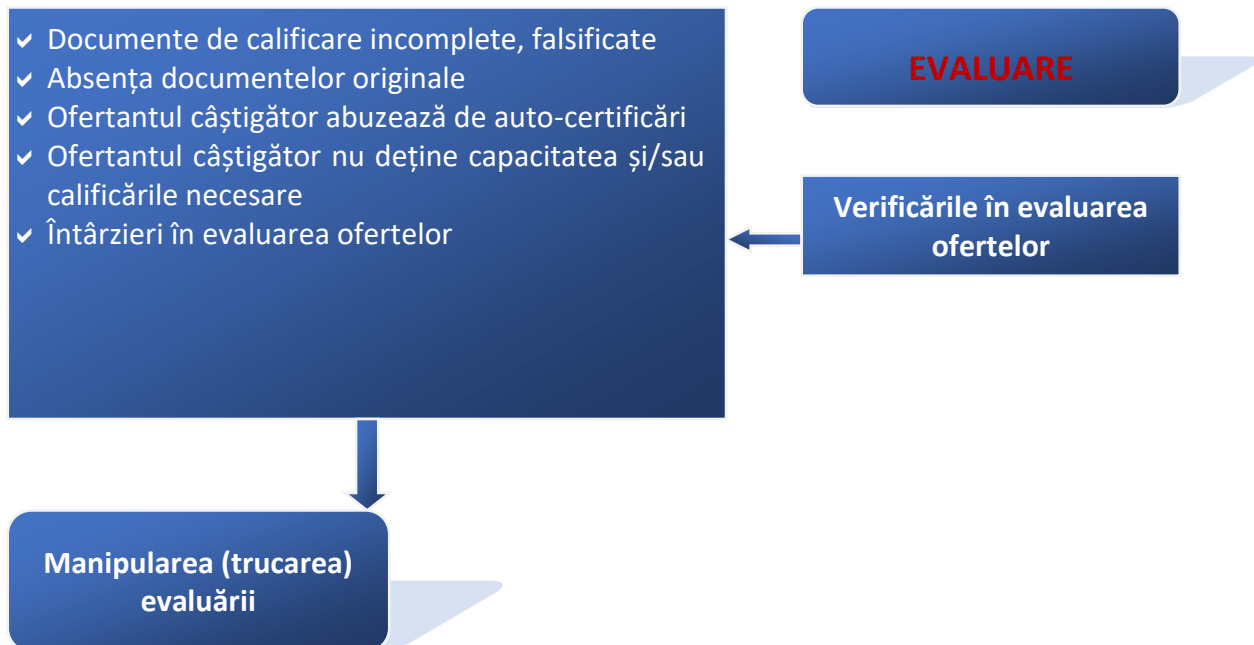 Documente de calificare incomplete, falsificate
Absența documentelor originale
Ofertantul câștigător abuzează de auto-certificări
Ofertantul câștigător nu deține capacitatea și/sau
calificările necesare
Întârzieri în evaluarea ofertelor
EVALUARE
Verificările în evaluarea
ofertelor
Manipularea (trucarea)
evaluării